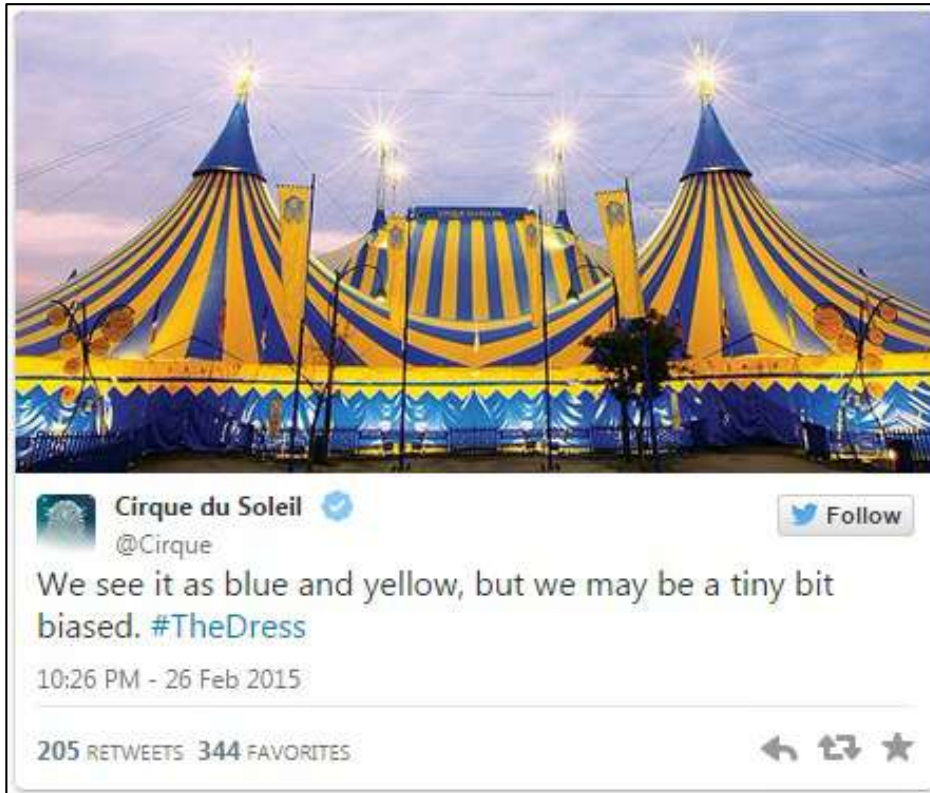 Cirque du Soleil
Follow
@Cirque
We see it as blue and yellow, but we may be a tiny bit
biased. #TheDress
10:26 PM - 26 Feb 2015
205 RETWEETS 344 FAVORITES